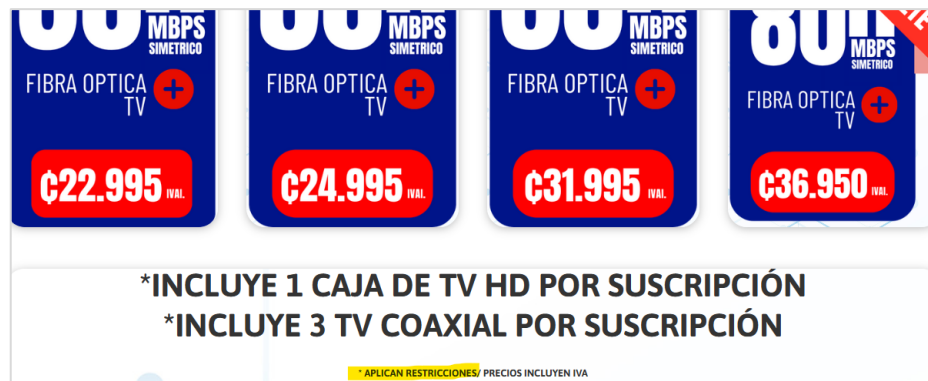 MBPS
SIMETRICO
FIBRA OPTICA +
TV
₡22.995 IVAI.
MBPS
SIMETRICO
FIBRA OPTICA +
TV
₡24.995 IVAI.
MBPS
SIMETRICO
FIBRA OPTICA +
TV
₡31.995 IVAI.
MBPS
SIMETRICO
FIBRA OPTICA +
TV
₡36.950 IVAI.
*INCLUYE 1 CAJA DE TV HD POR SUSCRIPCIÓN
*INCLUYE 3 TV COAXIAL POR SUSCRIPCIÓN
* APLICAN RESTRICCIONES/ PRECIOS INCLUYEN IVA